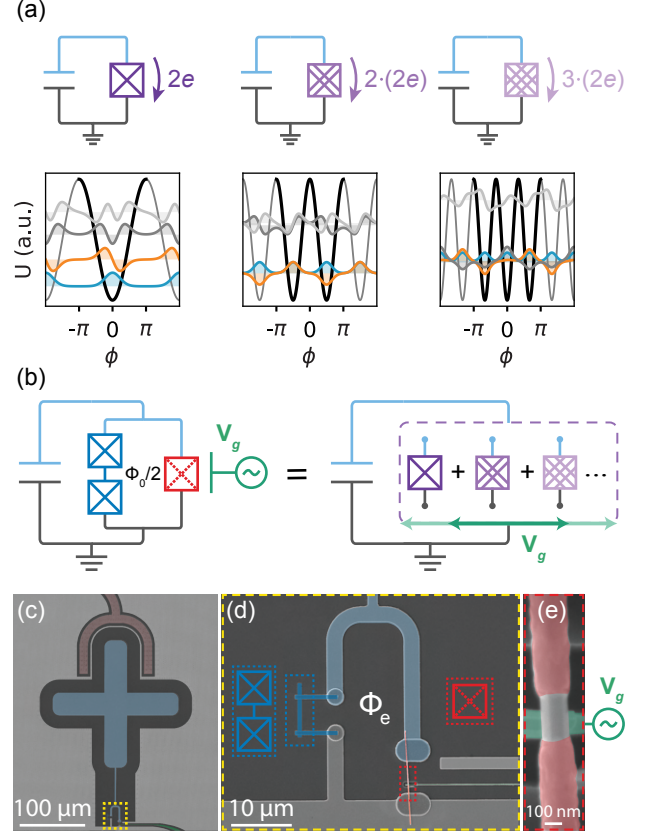 (a)
2e
2·(2e)
3·(2e)
U (a.u.)
-π 0 π
-π 0 π
-π 0 π
ϕ
ϕ
ϕ
(b)
Φ₀/2
V_g
=
+
+
...
V_g
(c)
100 µm
(d)
Φ_e
10 µm
(e)
V_g
100 nm